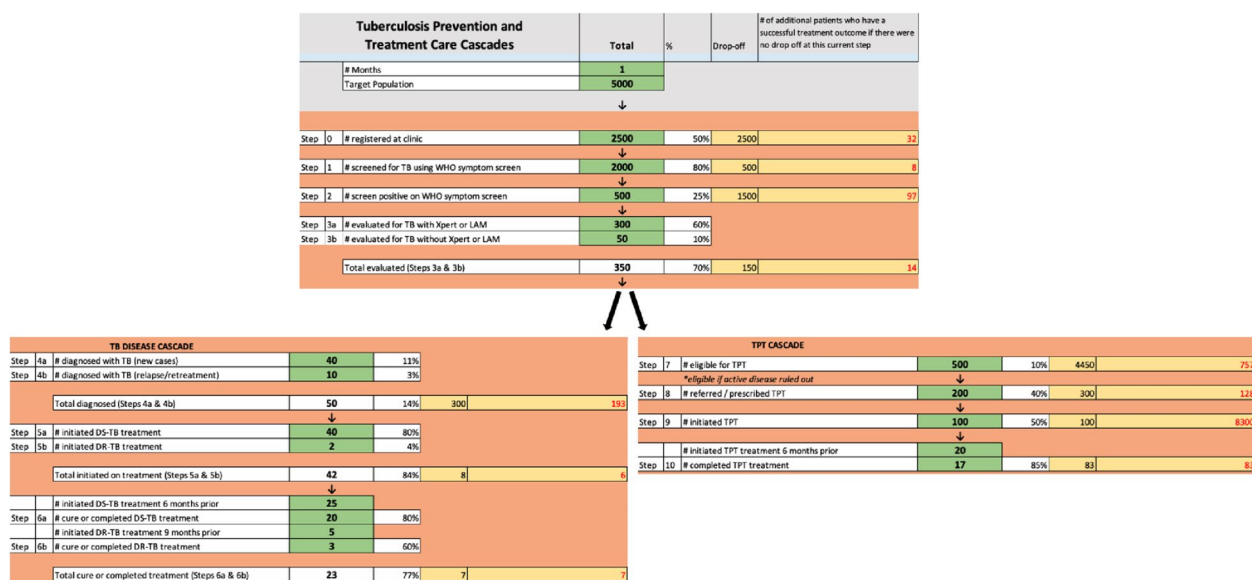 Tuberculosis Prevention and
Treatment Care Cascades
Total
%
Drop-off
# of additional patients who have a
successful treatment outcome if there were
no drop off at this current step
# Months 1
Target Population 5000
↓
Step 0 # registered at clinic 2500 50% 2500 32
↓
Step 1 # screened for TB using WHO symptom screen 2000 80% 500 8
↓
Step 2 # screen positive on WHO symptom screen 500 25% 1500 97
↓
Step 3a # evaluated for TB with Xpert or LAM 300 60%
Step 3b # evaluated for TB without Xpert or LAM 50 10%
Total evaluated (Steps 3a & 3b) 350 70% 150 14
↓
TB DISEASE CASCADE
Step 4a # diagnosed with TB (new cases) 40 11%
Step 4b # diagnosed with TB (relapse/retreatment) 10 3%
Total diagnosed (Steps 4a & 4b) 50 14% 300 193
↓
Step 5a # initiated DS-TB treatment 40 80%
Step 5b # initiated DR-TB treatment 2 4%
Total initiated on treatment (Steps 5a & 5b) 42 84% 8 6
↓
# initiated DS-TB treatment 6 months prior 25
Step 6a # cure or completed DS-TB treatment 20 80%
# initiated DR-TB treatment 9 months prior 5
Step 6b # cure or completed DR-TB treatment 3 60%
Total cure or completed treatment (Steps 6a & 6b) 23 77% 7 7
TPT CASCADE
Step 7 # eligible for TPT 500 10% 4450 757
*eligible if active disease ruled out ↓
Step 8 # referred / prescribed TPT 200 40% 300 128
↓
Step 9 # initiated TPT 100 50% 100 8300
↓
# initiated TPT treatment 6 months prior 20
Step 10 # completed TPT treatment 17 85% 83 83